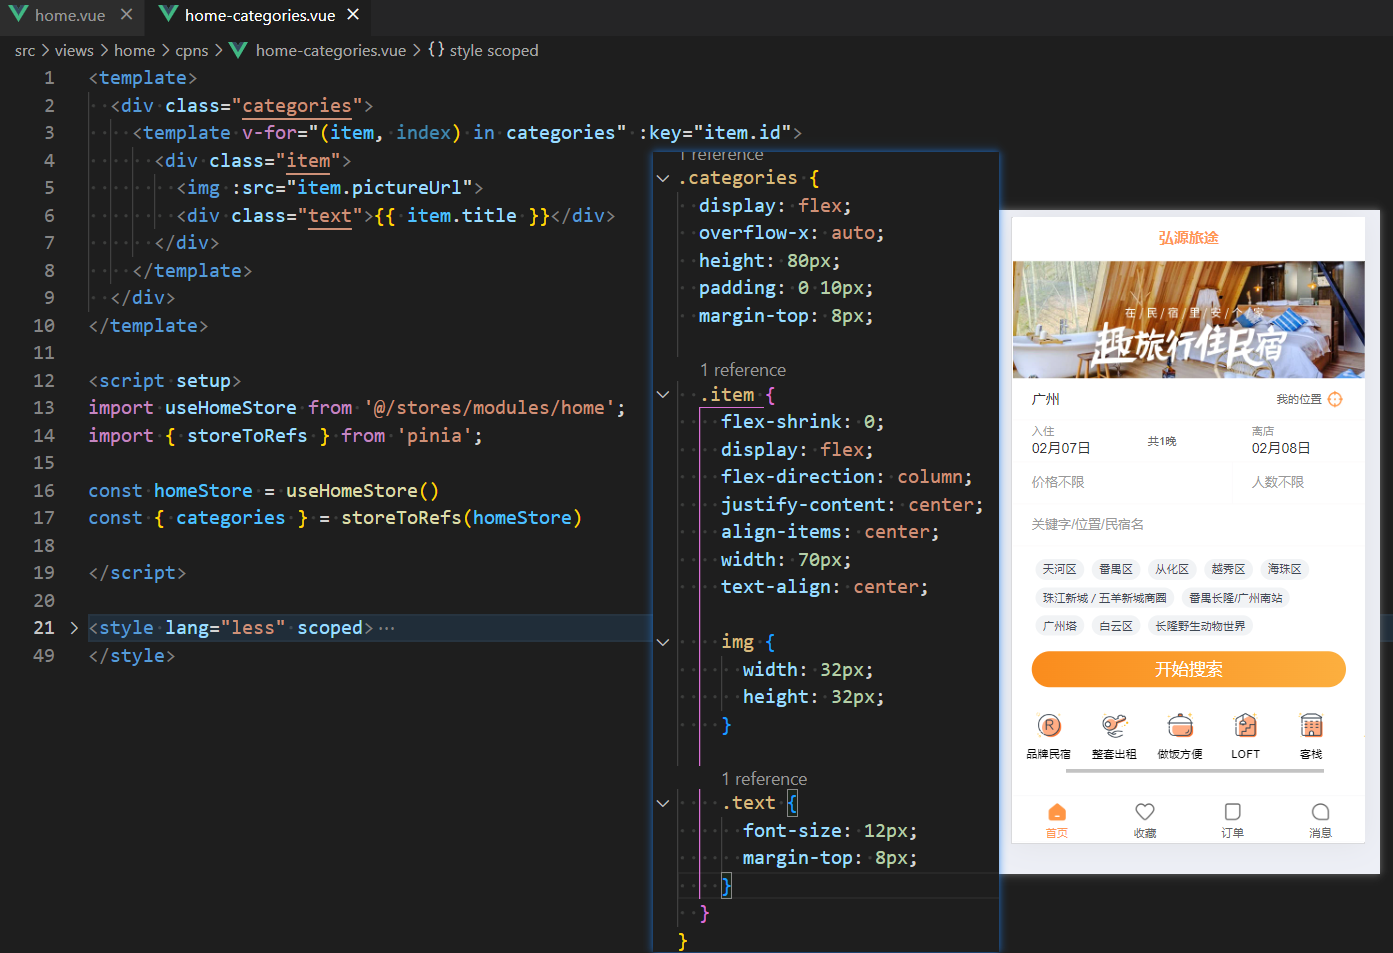 home.vue
home-categories.vue
src > views > home > cpns > home-categories.vue > {} style scoped
1 <template>
2 <div class="categories">
3 <template v-for="(item, index) in categories" :key="item.id">
4 <div class="item">
5 <img :src="item.pictureUrl">
6 <div class="text">{{ item.title }}</div>
7 </div>
8 </template>
9 </div>
10 </template>
11
12 <script setup>
13 import useHomeStore from '@/stores/modules/home';
14 import { storeToRefs } from 'pinia';
15
16 const homeStore = useHomeStore()
17 const { categories } = storeToRefs(homeStore)
18
19 </script>
20
21 <style lang="less" scoped>···
49 </style>
1 reference
.categories {
display: flex;
overflow-x: auto;
height: 80px;
padding: 0 10px;
margin-top: 8px;
1 reference
.item {
flex-shrink: 0;
display: flex;
flex-direction: column;
justify-content: center;
align-items: center;
width: 70px;
text-align: center;
img {
width: 32px;
height: 32px;
}
1 reference
.text {
font-size: 12px;
margin-top: 8px;
}
}
}
弘源旅途
在/民/宿/里/安/个/家
趣旅行住民宿
广州 我的位置
入住 离店
02月07日 共1晚 02月08日
价格不限 人数不限
关键字/位置/民宿名
天河区 番禺区 从化区 越秀区 海珠区
珠江新城 / 五羊新城商圈 番禺长隆/广州南站
广州塔 白云区 长隆野生动物世界
开始搜索
R
品牌民宿 整套出租 做饭方便 LOFT 客栈
首页 收藏 订单 消息